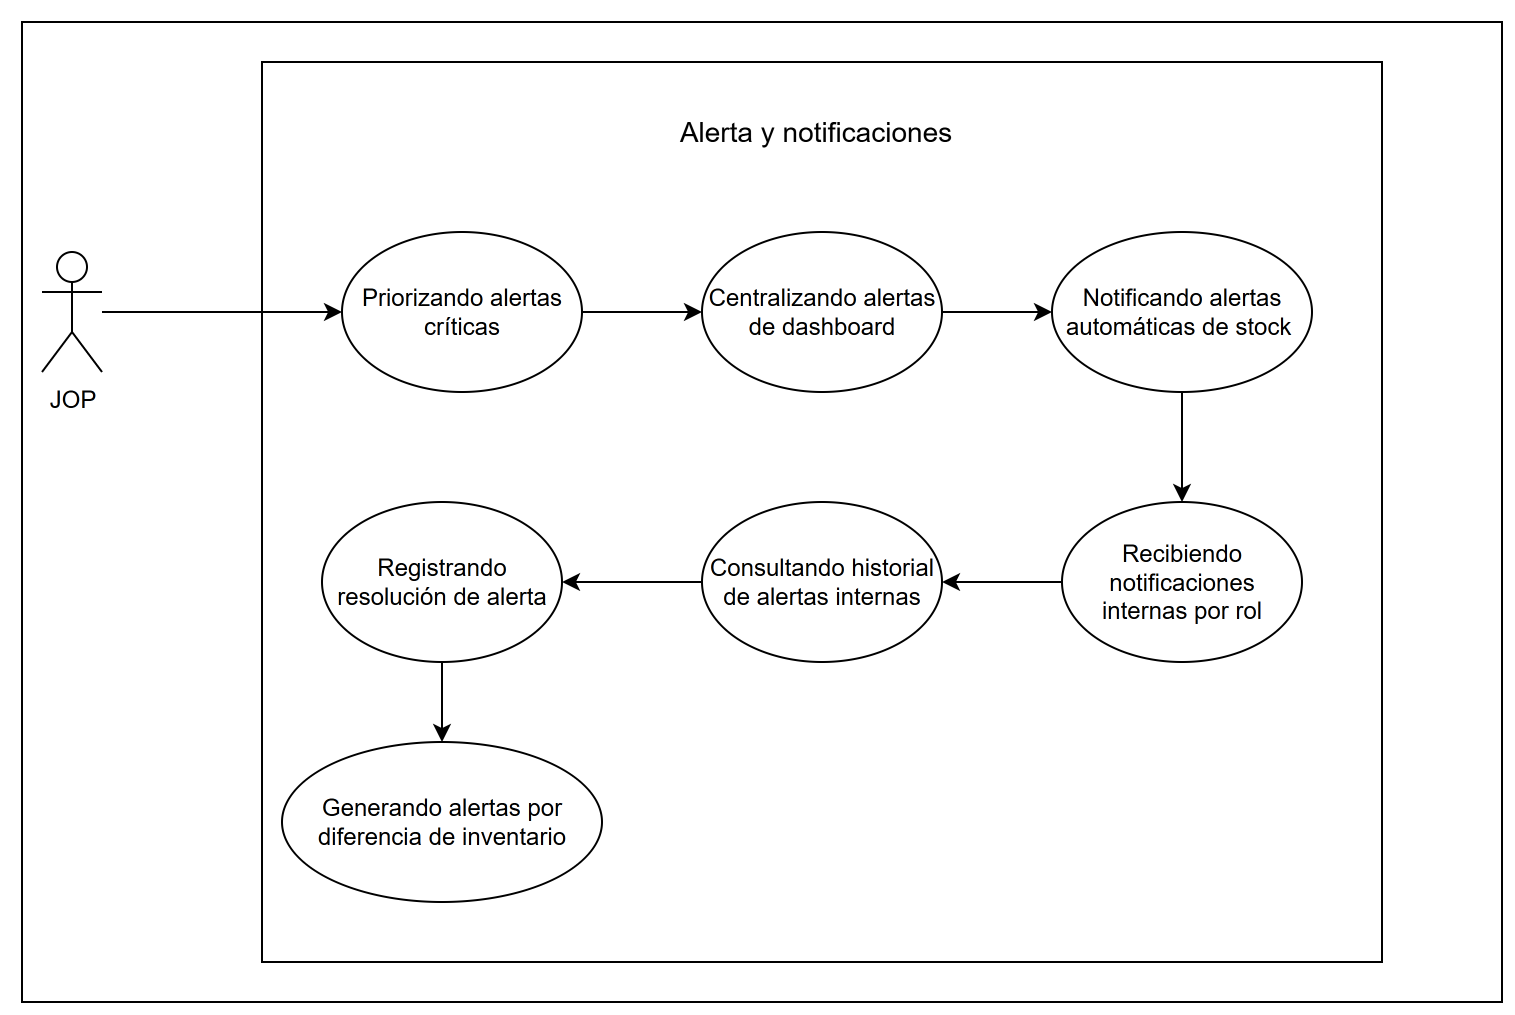 Alerta y notificaciones
JOP
Priorizando alertas
críticas
Centralizando alertas
de dashboard
Notificando alertas
automáticas de stock
Recibiendo
notificaciones
internas por rol
Consultando historial
de alertas internas
Registrando
resolución de alerta
Generando alertas por
diferencia de inventario